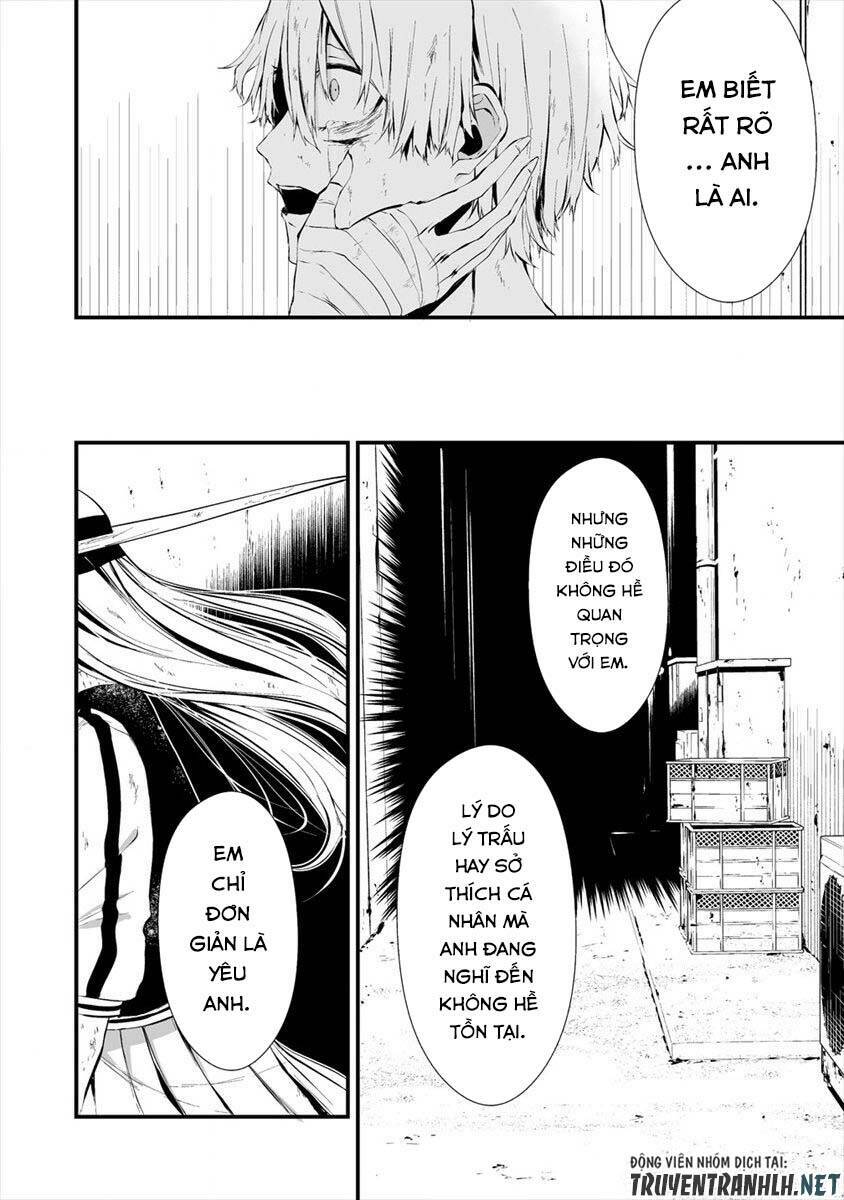 EM BIẾT
RẤT RÕ
... ANH
LÀ AI.
NHƯNG
NHỮNG
ĐIỀU ĐÓ
KHÔNG HỀ
QUAN
TRỌNG
VỚI EM.
LÝ DO
LÝ TRẤU
HAY SỞ
THÍCH CÁ
NHÂN MÀ
ANH ĐANG
NGHĨ ĐẾN
KHÔNG HỀ
TỒN TẠI.
EM
CHỈ
ĐƠN
GIẢN LÀ
YÊU
ANH.
ĐỘNG VIÊN NHÓM DỊCH TẠI:
TRUYENTRANHLH.NET